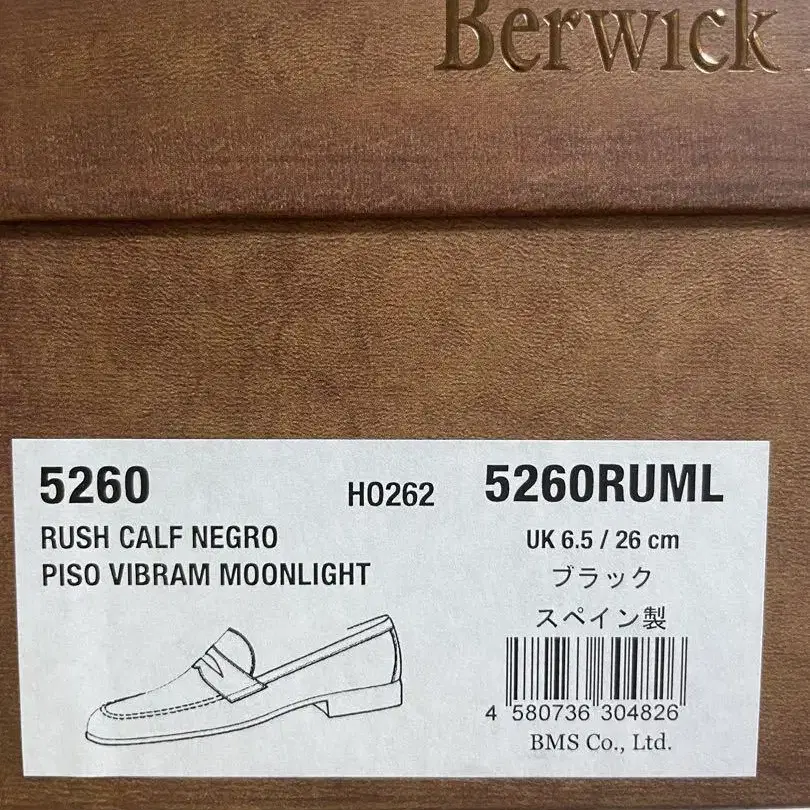 Berwick
5260
HO262
5260RUML
RUSH CALF NEGRO
PISO VIBRAM MOONLIGHT
UK 6.5 / 26 cm
ブラック
スペイン製
4 580736 304826
BMS Co., Ltd.